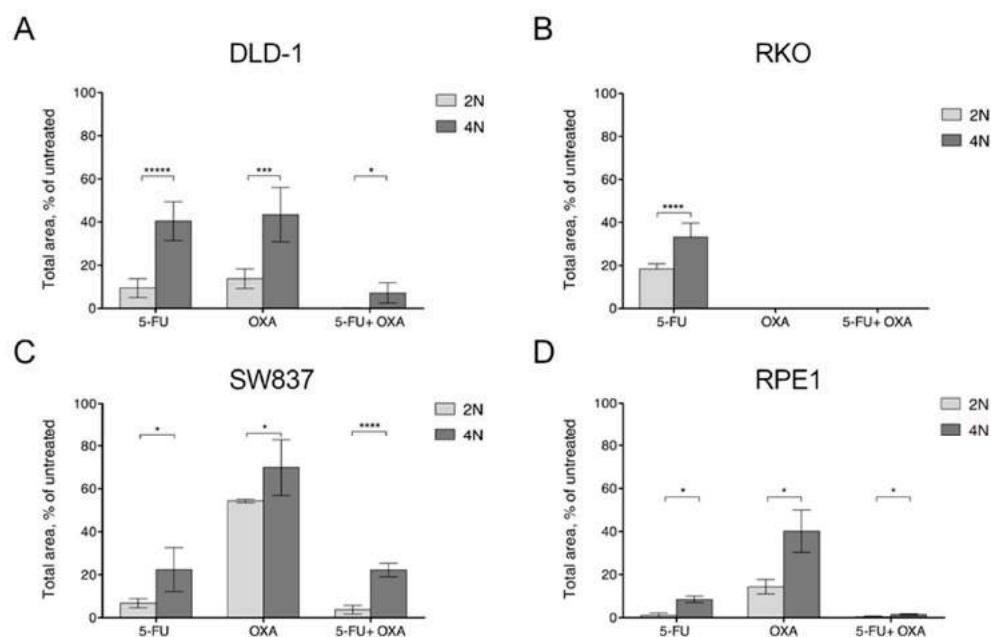 A
DLD-1
Total area, % of untreated
100
80
60
40
20
0
2N
4N
*****
***
*
5-FU
OXA
5-FU+ OXA
B
RKO
Total area, % of untreated
100
80
60
40
20
0
2N
4N
****
5-FU
OXA
5-FU+ OXA
C
SW837
Total area, % of untreated
100
80
60
40
20
0
2N
4N
*
*
****
5-FU
OXA
5-FU+ OXA
D
RPE1
Total area, % of untreated
100
80
60
40
20
0
2N
4N
*
*
*
5-FU
OXA
5-FU+ OXA